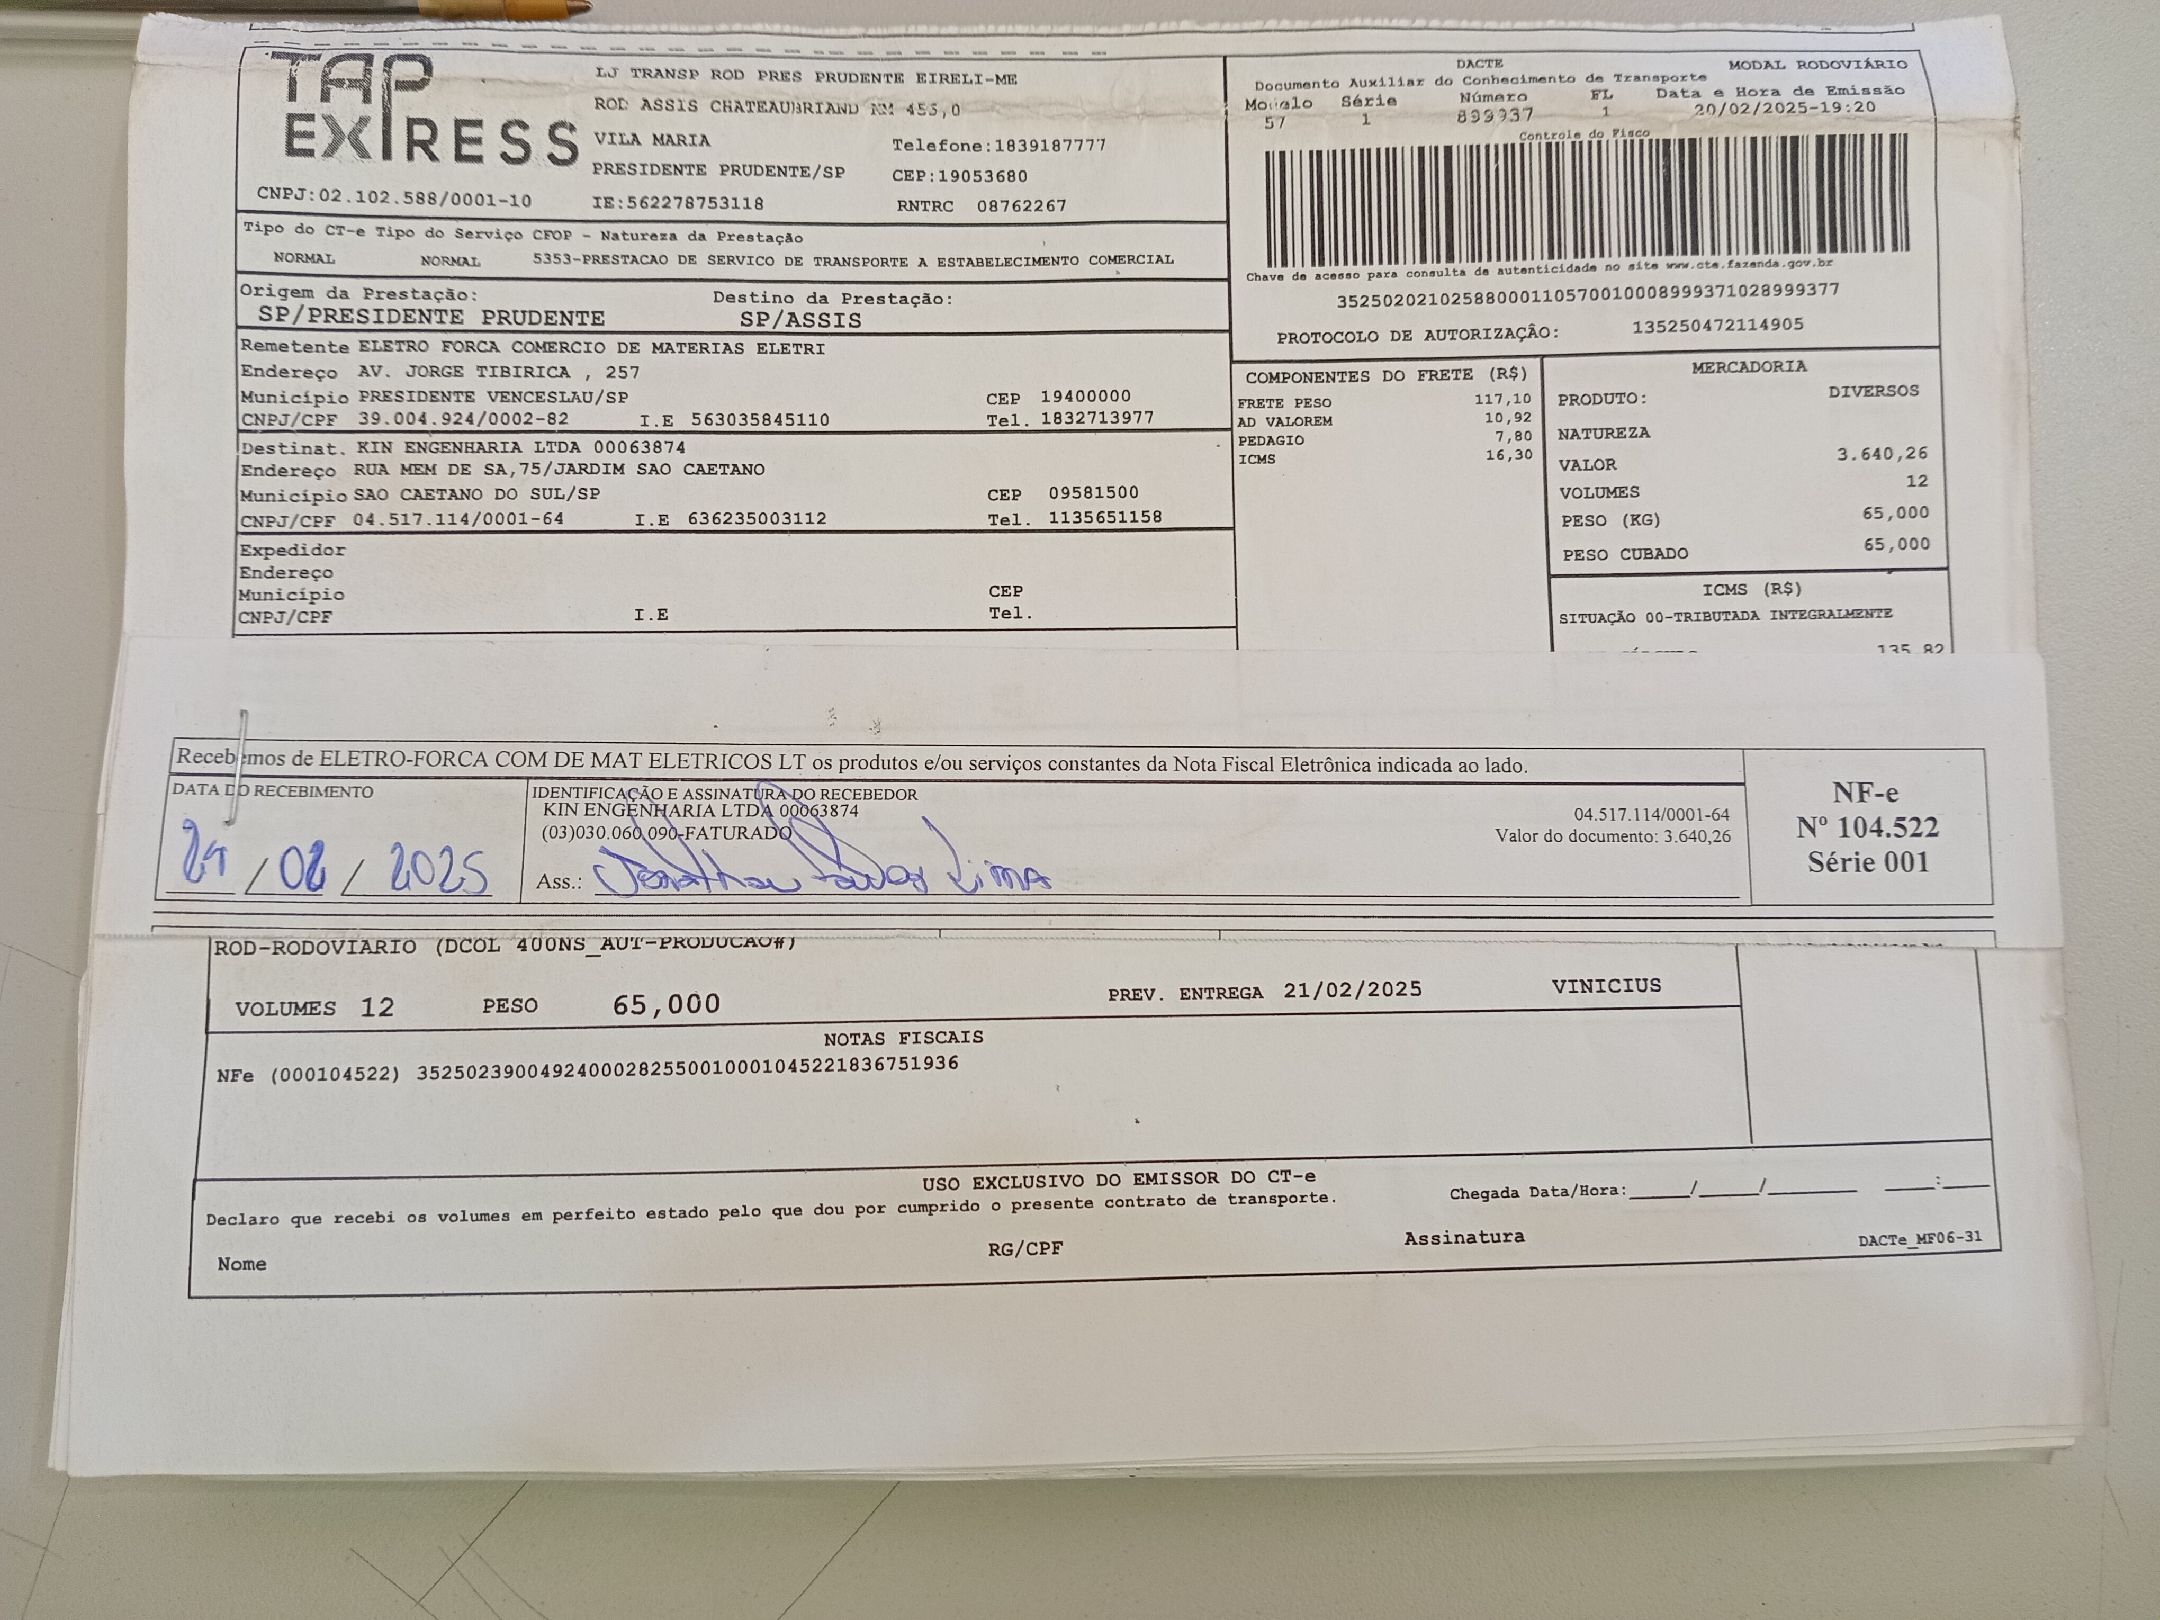 TAP
EXPRESS
LJ TRANSP ROD PRES PRUDENTE EIRELI-ME
ROD ASSIS CHATEAUBRIAND KM 455,0
VILA MARIA Telefone:1839187777
PRESIDENTE PRUDENTE/SP CEP:19053680
CNPJ:02.102.588/0001-10 IE:562278753118 RNTRC 08762267
DACTE MODAL RODOVIÁRIO
Documento Auxiliar do Conhecimento de Transporte
Modelo Série Número FL Data e Hora de Emissão
57 1 899937 1 20/02/2025-19:20
Controle do Fisco
Chave de acesso para consulta de autenticidade no site www.cte.fazenda.gov.br
35250202102588000110570010008999371028999377
PROTOCOLO DE AUTORIZAÇÃO: 135250472114905
Tipo do CT-e Tipo do Serviço CFOP - Natureza da Prestação
NORMAL NORMAL 5353-PRESTACAO DE SERVICO DE TRANSPORTE A ESTABELECIMENTO COMERCIAL
Origem da Prestação: Destino da Prestação:
SP/PRESIDENTE PRUDENTE SP/ASSIS
Remetente ELETRO FORCA COMERCIO DE MATERIAS ELETRI
Endereço AV. JORGE TIBIRICA , 257
Município PRESIDENTE VENCESLAU/SP CEP 19400000
CNPJ/CPF 39.004.924/0002-82 I.E 563035845110 Tel. 1832713977
Destinat. KIN ENGENHARIA LTDA 00063874
Endereço RUA MEM DE SA,75/JARDIM SAO CAETANO
Município SAO CAETANO DO SUL/SP CEP 09581500
CNPJ/CPF 04.517.114/0001-64 I.E 636235003112 Tel. 1135651158
Expedidor
Endereço
Município CEP
CNPJ/CPF I.E Tel.
COMPONENTES DO FRETE (R$)
FRETE PESO 117,10
AD VALOREM 10,92
PEDAGIO 7,80
ICMS 16,30
MERCADORIA
PRODUTO: DIVERSOS
NATUREZA
VALOR 3.640,26
VOLUMES 12
PESO (KG) 65,000
PESO CUBADO 65,000
ICMS (R$)
SITUAÇÃO 00-TRIBUTADA INTEGRALMENTE
135,82
Recebemos de ELETRO-FORCA COM DE MAT ELETRICOS LT os produtos e/ou serviços constantes da Nota Fiscal Eletrônica indicada ao lado.
DATA DO RECEBIMENTO
21/02/2025
IDENTIFICAÇÃO E ASSINATURA DO RECEBEDOR
KIN ENGENHARIA LTDA 00063874 04.517.114/0001-64
(03)030.060.090-FATURADO Valor do documento: 3.640,26
Ass.: Lima
NF-e
Nº 104.522
Série 001
ROD-RODOVIARIO (DCOL 400NS_AUT-PRODUCAO#)
VOLUMES 12 PESO 65,000 PREV. ENTREGA 21/02/2025 VINICIUS
NOTAS FISCAIS
NFe (000104522) 35250239004924000282550010001045221836751936
USO EXCLUSIVO DO EMISSOR DO CT-e
Declaro que recebi os volumes em perfeito estado pelo que dou por cumprido o presente contrato de transporte.
Chegada Data/Hora:____/____/______ ___:___
Nome RG/CPF Assinatura DACTe_MF06-31